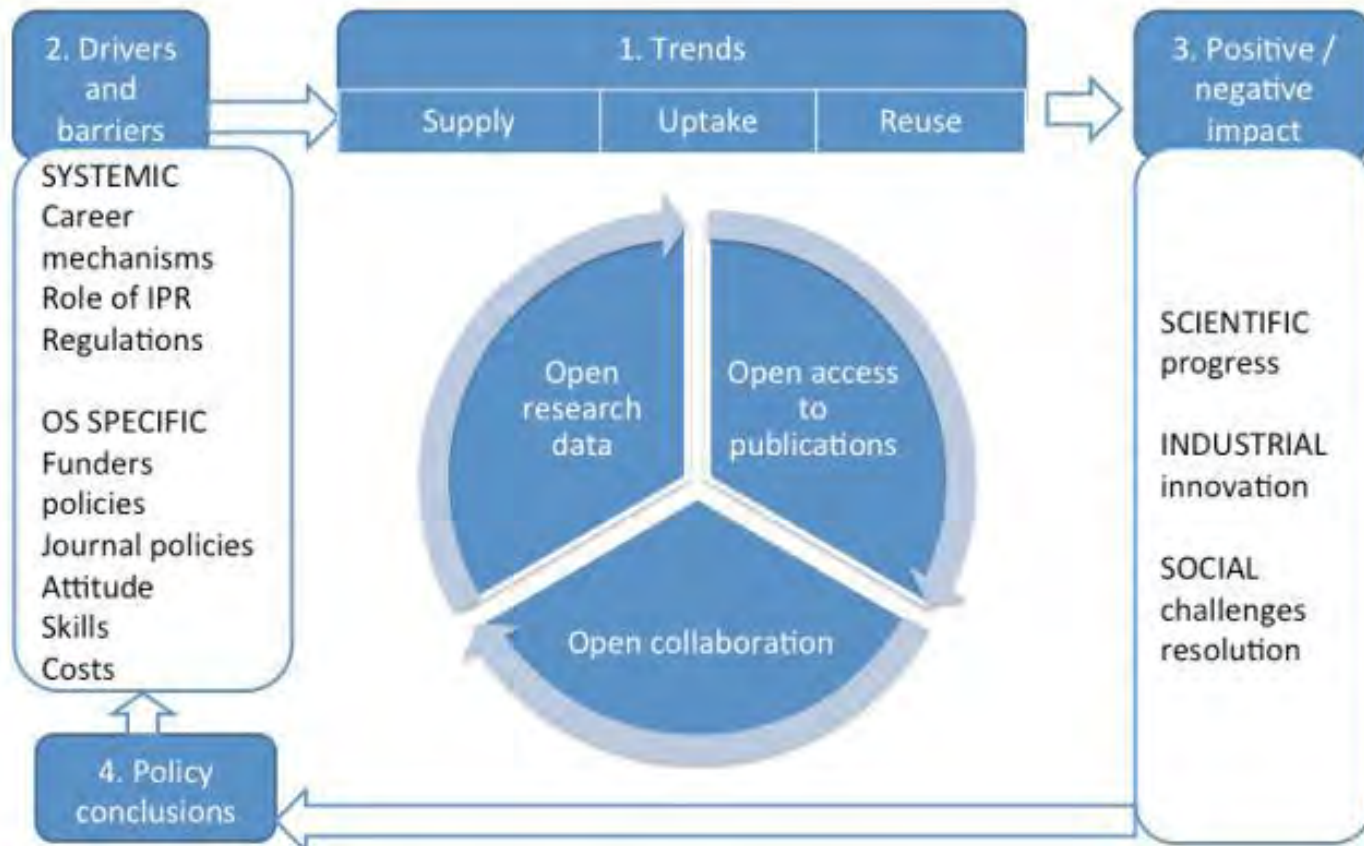 2. Drivers
and
barriers
SYSTEMIC
Career
mechanisms
Role of IPR
Regulations
OS SPECIFIC
Funders
policies
Journal policies
Attitude
Skills
Costs
4. Policy
conclusions
1. Trends
Supply
Uptake
Reuse
Open
research
data
Open access
to
publications
Open collaboration
3. Positive /
negative
impact
SCIENTIFIC
progress
INDUSTRIAL
innovation
SOCIAL
challenges
resolution